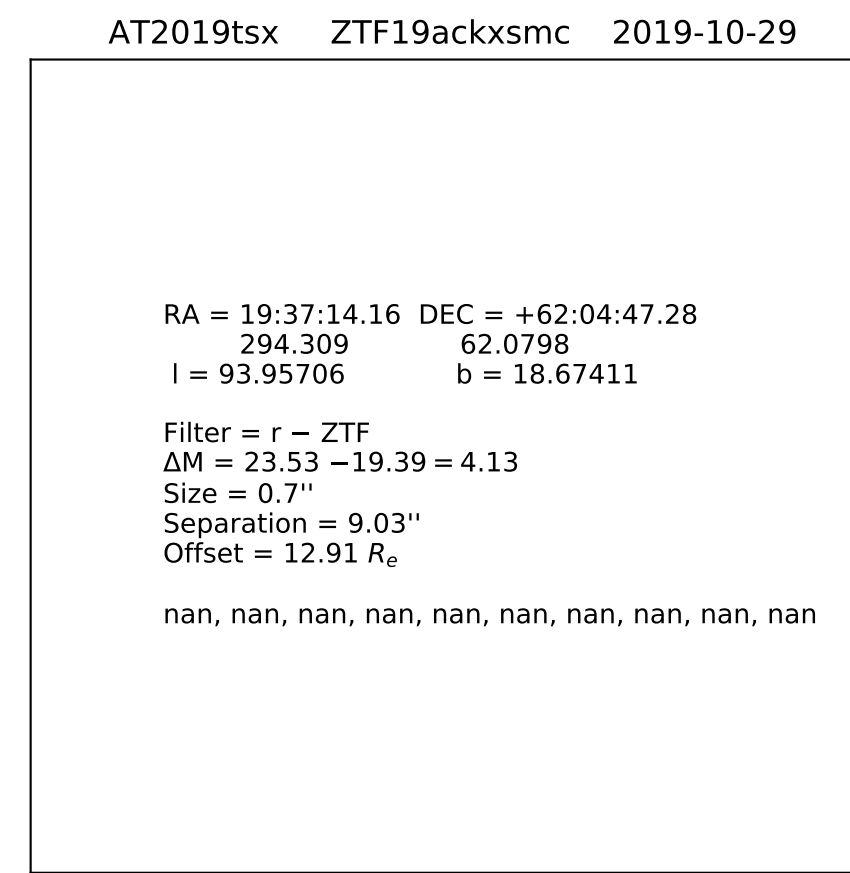 AT2019tsx ZTF19ackxsmc 2019-10-29
RA = 19:37:14.16 DEC = +62:04:47.28
294.309 62.0798
l = 93.95706 b = 18.67411
Filter = r − ZTF
ΔM = 23.53 −19.39 = 4.13
Size = 0.7''
Separation = 9.03''
Offset = 12.91 Re
nan, nan, nan, nan, nan, nan, nan, nan, nan, nan